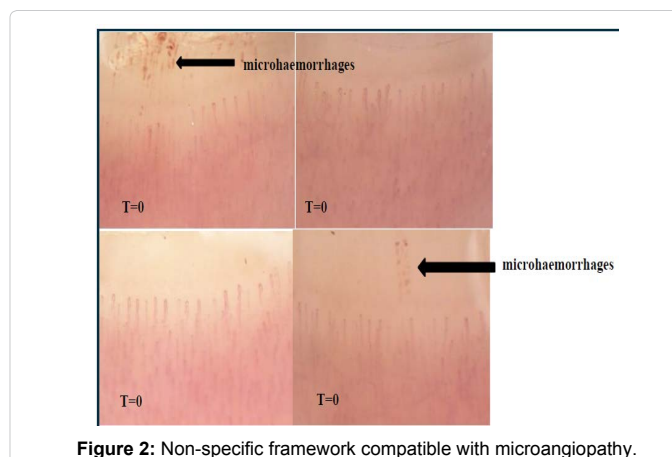 microhaemorrhages
T=0
T=0
microhaemorrhages
T=0
T=0
Figure 2: Non-specific framework compatible with microangiopathy.